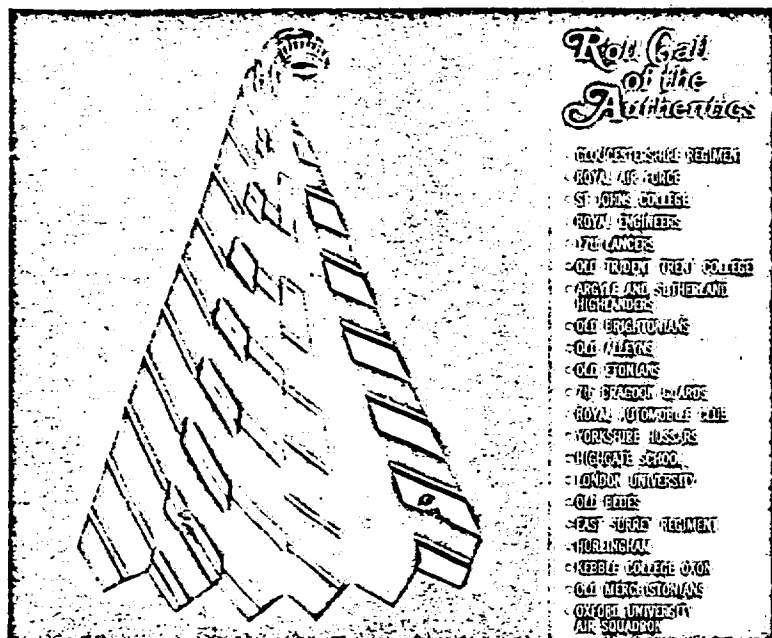 Roll Call
of the
Authentics
GLOUCESTERSHIRE REGIMENT
ROYAL AIR FORCE
ST JOHNS COLLEGE
ROYAL ENGINEERS
LANCERS
OLD TRIDENT TRENT COLLEGE
ARGYLE AND SUTHERLAND
HIGHLANDERS
OLD BRIGHTONIANS
OLD ALLEYNS
OLD ETONIANS
DRAGOON GUARDS
ROYAL AUTOMOBILE CLUB
YORKSHIRE HUSSARS
HIGHGATE SCHOOL
LONDON UNIVERSITY
OLD BEDES
EAST SURREY REGIMENT
HURLINGHAM
KEBBLE COLLEGE OXON
OLD MERCHISTONIANS
OXFORD UNIVERSITY
AIR SQUADRON